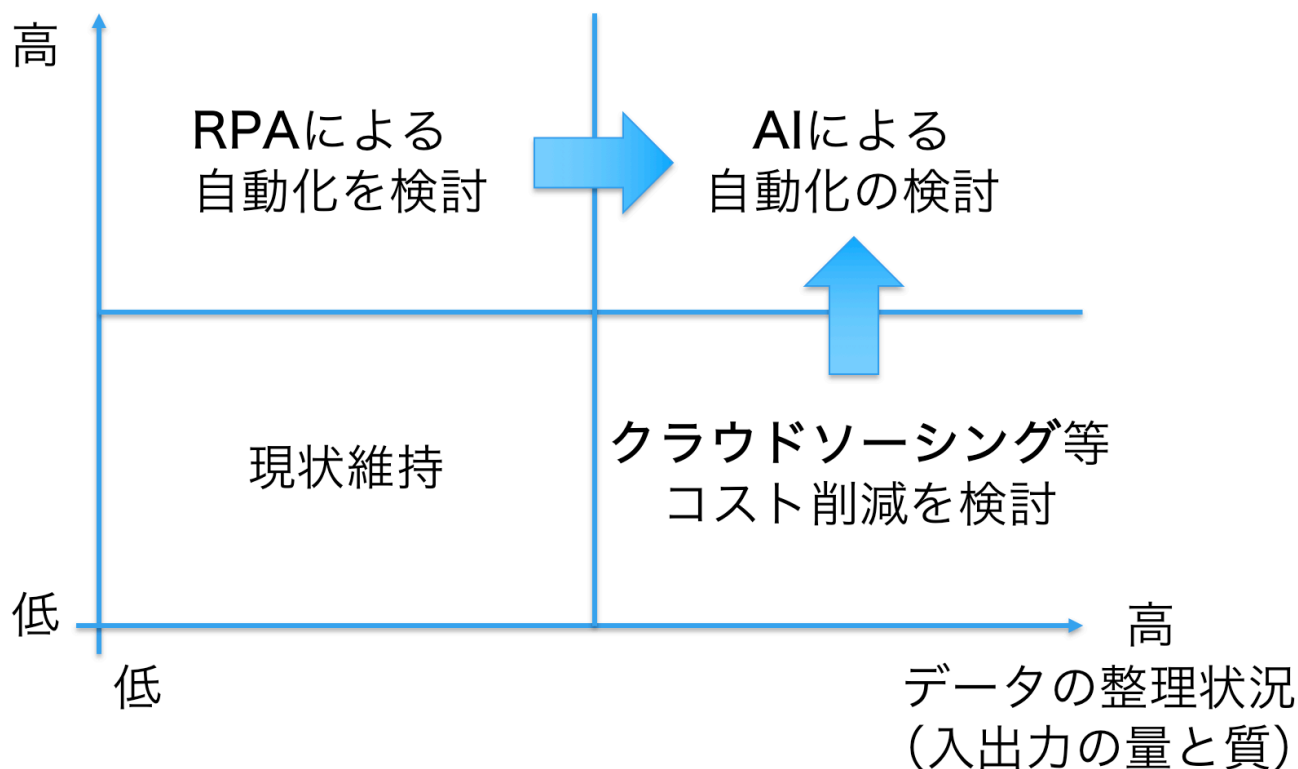 高
RPAによる
自動化を検討
AIによる
自動化の検討
現状維持
クラウドソーシング等
コスト削減を検討
低
低
高
データの整理状況
（入出力の量と質）